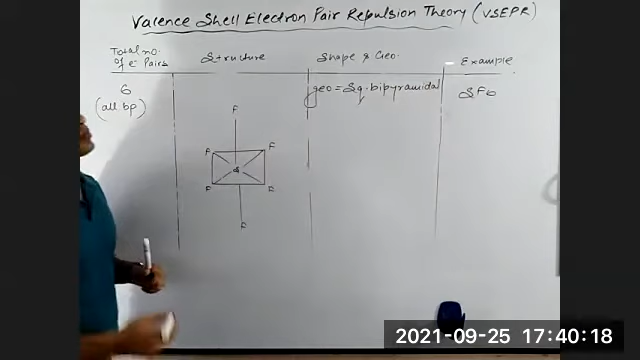 Valence Shell Electron Pair Repulsion Theory (VSEPR)
Total no. of e⁻ Pairs
Structure
Shape & Geo.
Example
6
(all bp)
geo = Sq. bipyramidal
SF6
F
F F
S
F F
F
2021-09-25 17:40:18